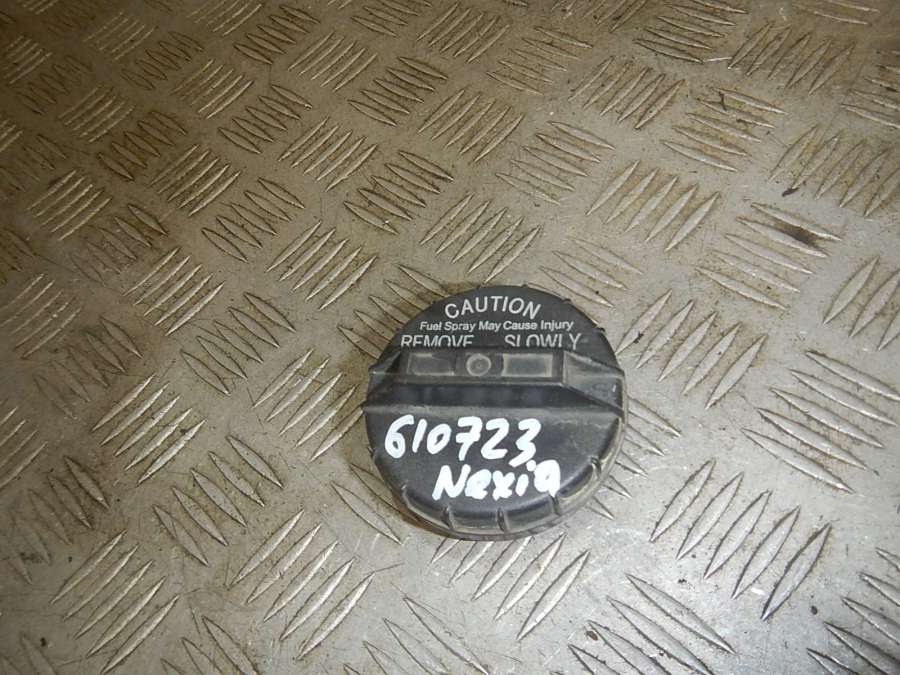 CAUTION
Fuel Spray May Cause Injury
REMOVE SLOWLY
610723
Nexia